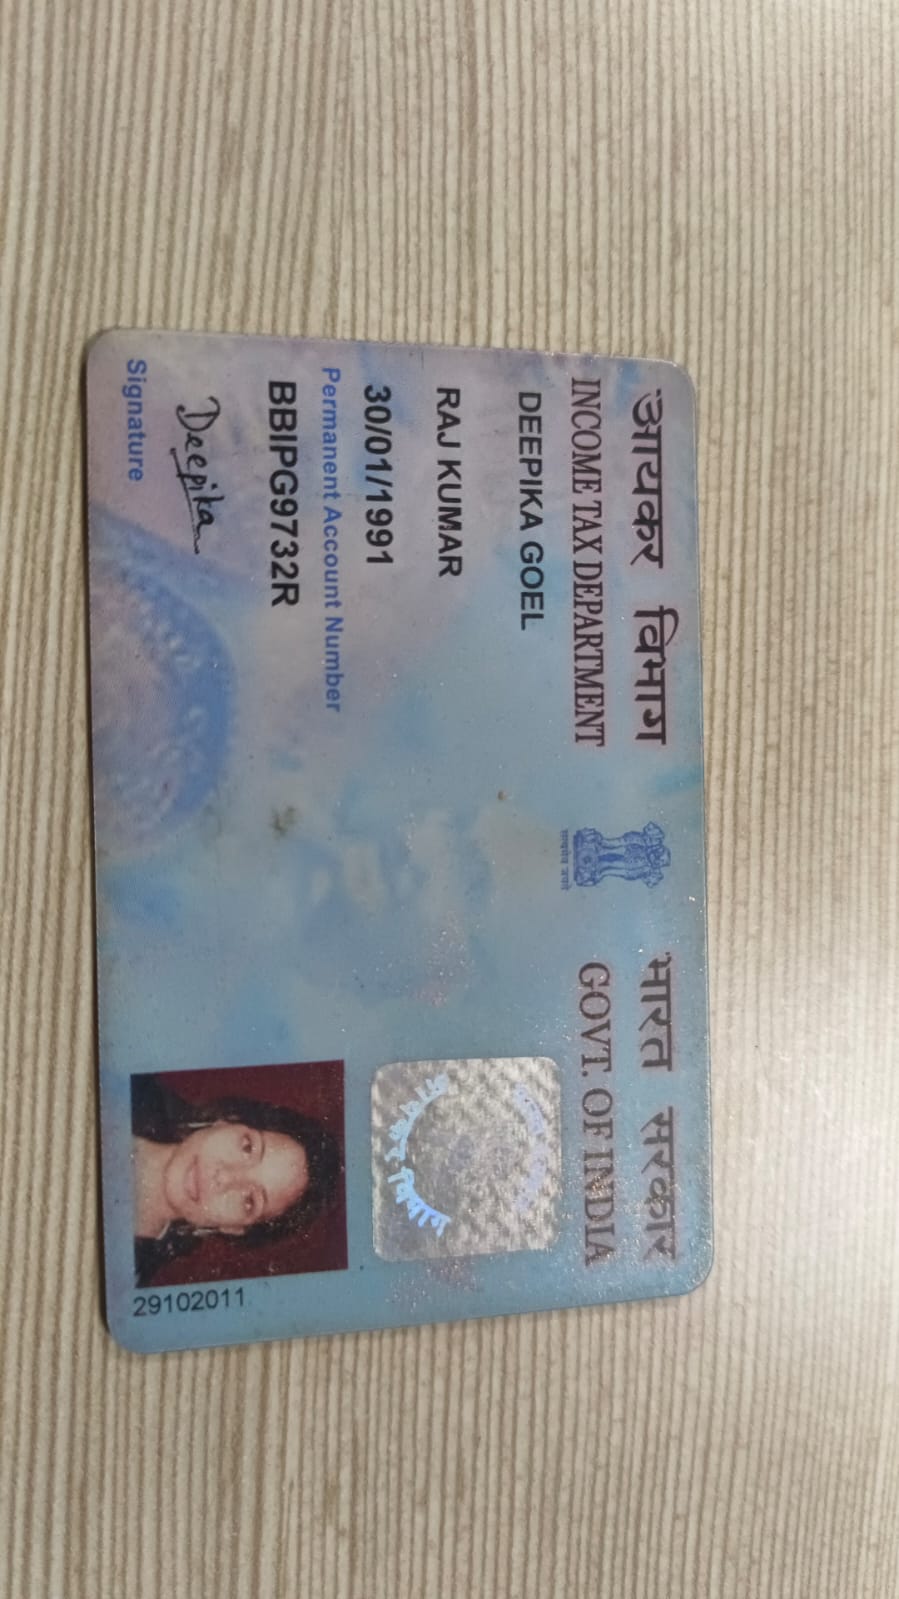 आयकर विभाग
INCOME TAX DEPARTMENT
भारत सरकार
GOVT. OF INDIA
सत्यमेव जयते
DEEPIKA GOEL
RAJ KUMAR
30/01/1991
Permanent Account Number
BBIPG9732R
Deepika
Signature
आयकर विभाग
29102011